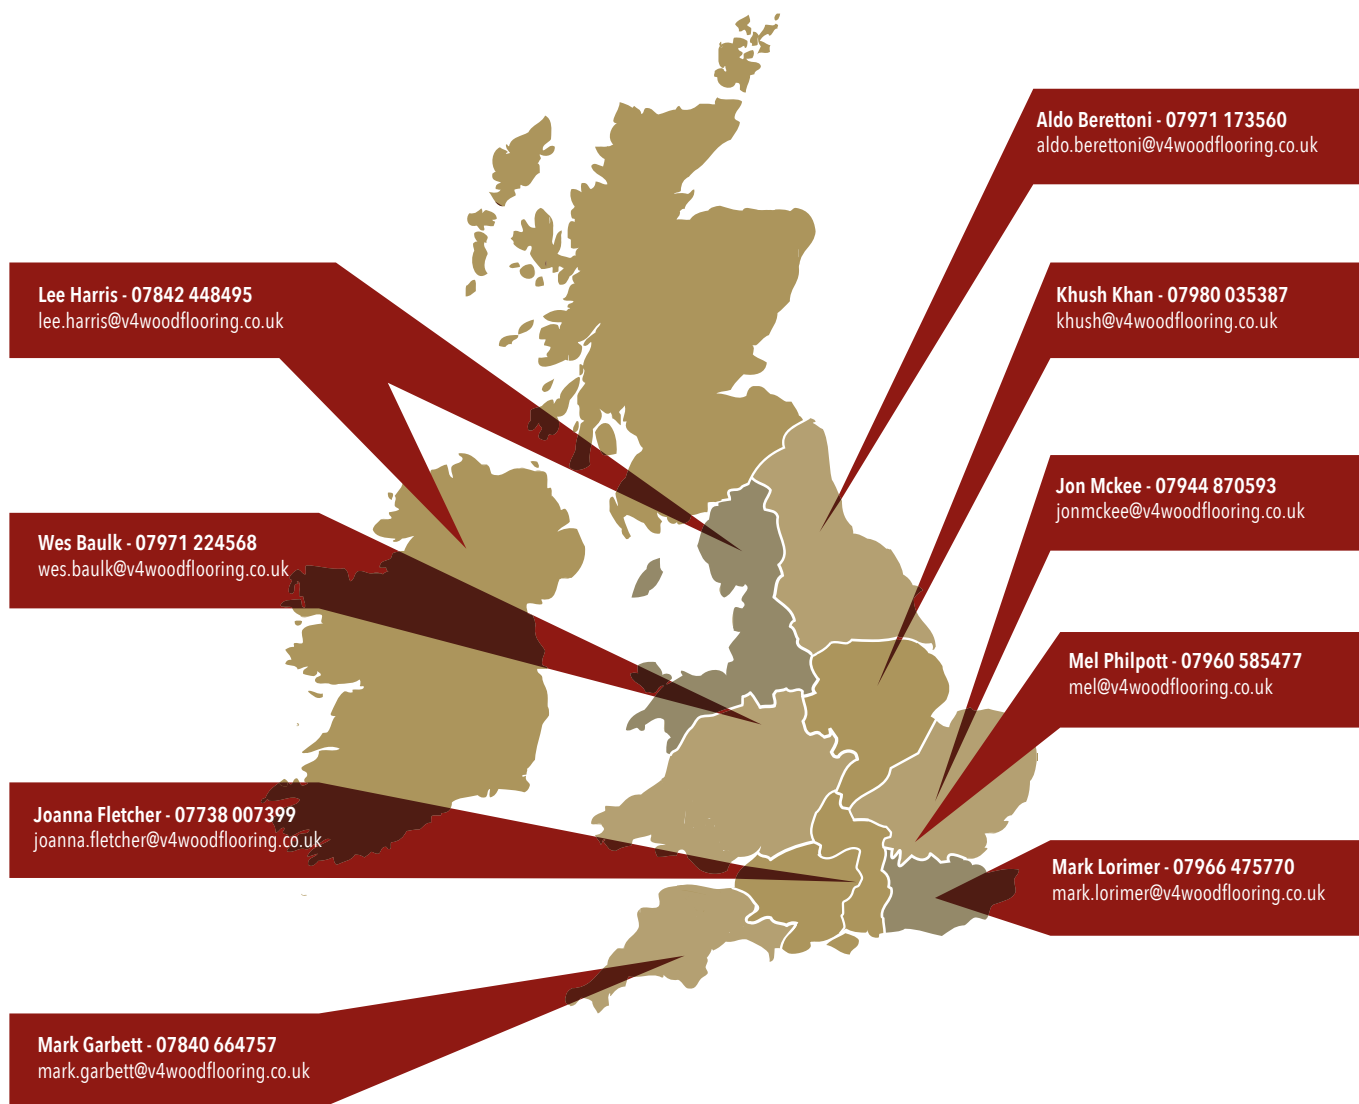 Aldo Berettoni - 07971 173560
aldo.berettoni@v4woodflooring.co.uk
Lee Harris - 07842 448495
lee.harris@v4woodflooring.co.uk
Khush Khan - 07980 035387
khush@v4woodflooring.co.uk
Jon Mckee - 07944 870593
jonmckee@v4woodflooring.co.uk
Wes Baulk - 07971 224568
wes.baulk@v4woodflooring.co.uk
Mel Philpott - 07960 585477
mel@v4woodflooring.co.uk
Joanna Fletcher - 07738 007399
joanna.fletcher@v4woodflooring.co.uk
Mark Lorimer - 07966 475770
mark.lorimer@v4woodflooring.co.uk
Mark Garbett - 07840 664757
mark.garbett@v4woodflooring.co.uk